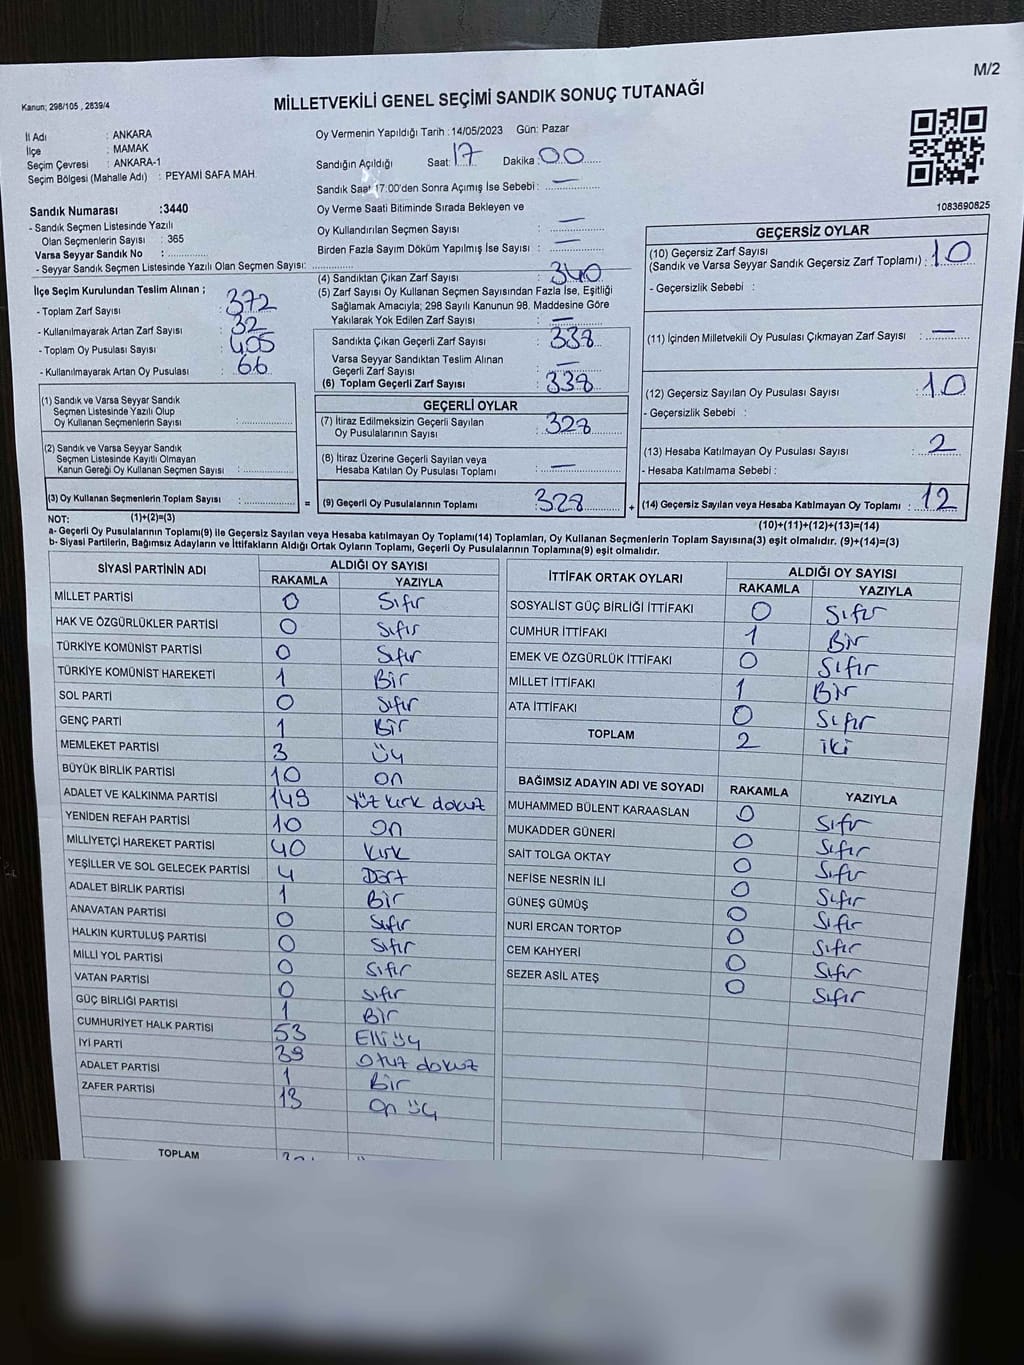 M/2
Kanun; 298/105 , 2839/4
MİLLETVEKİLİ GENEL SEÇİMİ SANDIK SONUÇ TUTANAĞI
İl Adı : ANKARA
İlçe : MAMAK
Seçim Çevresi : ANKARA-1
Seçim Bölgesi (Mahalle Adı) : PEYAMİ SAFA MAH.
Oy Vermenin Yapıldığı Tarih : 14/05/2023 Gün: Pazar
Sandığın Açıldığı Saat: 17 Dakika: 00
Sandık Saat 17:00'den Sonra Açımış İse Sebebi : —
Oy Verme Saati Bitiminde Sırada Bekleyen ve
Oy Kullandırılan Seçmen Sayısı : —
Birden Fazla Sayım Döküm Yapılmış İse Sayısı : —
1083690825
Sandık Numarası :3440
- Sandık Seçmen Listesinde Yazılı
Olan Seçmenlerin Sayısı : 365
Varsa Seyyar Sandık No :
- Seyyar Sandık Seçmen Listesinde Yazılı Olan Seçmen Sayısı:
İlçe Seçim Kurulundan Teslim Alınan ;
- Toplam Zarf Sayısı : 372
- Kullanılmayarak Artan Zarf Sayısı : 32
- Toplam Oy Pusulası Sayısı : 405
- Kullanılmayarak Artan Oy Pusulası : 66
(1) Sandık ve Varsa Seyyar Sandık
Seçmen Listesinde Yazılı Olup
Oy Kullanan Seçmenlerin Sayısı :
(2) Sandık ve Varsa Seyyar Sandık
Seçmen Listesinde Kayıtlı Olmayan
Kanun Gereği Oy Kullanan Seçmen Sayısı :
(3) Oy Kullanan Seçmenlerin Toplam Sayısı :
(1)+(2)=(3)
(4) Sandıktan Çıkan Zarf Sayısı : 340
(5) Zarf Sayısı Oy Kullanan Seçmen Sayısından Fazla İse, Eşitliği
Sağlamak Amacıyla; 298 Sayılı Kanunun 98. Maddesine Göre
Yakılarak Yok Edilen Zarf Sayısı : —
Sandıkta Çıkan Geçerli Zarf Sayısı : 338
Varsa Seyyar Sandıktan Teslim Alınan
Geçerli Zarf Sayısı : —
(6) Toplam Geçerli Zarf Sayısı : 338
GEÇERLİ OYLAR
(7) İtiraz Edilmeksizin Geçerli Sayılan
Oy Pusulalarının Sayısı : 328
(8) İtiraz Üzerine Geçerli Sayılan veya
Hesaba Katılan Oy Pusulası Toplamı : —
= (9) Geçerli Oy Pusulalarının Toplamı : 328
GEÇERSİZ OYLAR
(10) Geçersiz Zarf Sayısı
(Sandık ve Varsa Seyyar Sandık Geçersiz Zarf Toplamı) : 10
- Geçersizlik Sebebi :
(11) İçinden Milletvekili Oy Pusulası Çıkmayan Zarf Sayısı : —
(12) Geçersiz Sayılan Oy Pusulası Sayısı : 10
- Geçersizlik Sebebi :
(13) Hesaba Katılmayan Oy Pusulası Sayısı : 2
- Hesaba Katılmama Sebebi :
+ (14) Geçersiz Sayılan veya Hesaba Katılmayan Oy Toplamı : 12
(10)+(11)+(12)+(13)=(14)
NOT:
a- Geçerli Oy Pusulalarının Toplamı(9) ile Geçersiz Sayılan veya Hesaba katılmayan Oy Toplamı(14) Toplamları, Oy Kullanan Seçmenlerin Toplam Sayısına(3) eşit olmalıdır. (9)+(14)=(3)
b- Siyasi Partilerin, Bağımsız Adayların ve İttifakların Aldığı Ortak Oyların Toplamı, Geçerli Oy Pusulalarının Toplamına(9) eşit olmalıdır.
SİYASİ PARTİNİN ADI ALDIĞI OY SAYISI
RAKAMLA YAZIYLA
MİLLET PARTİSİ 0 Sıfır
HAK VE ÖZGÜRLÜKLER PARTİSİ 0 Sıfır
TÜRKİYE KOMÜNİST PARTİSİ 0 Sıfır
TÜRKİYE KOMÜNİST HAREKETİ 1 Bir
SOL PARTİ 0 Sıfır
GENÇ PARTİ 1 Bir
MEMLEKET PARTİSİ 3 üç
BÜYÜK BİRLİK PARTİSİ 10 on
ADALET VE KALKINMA PARTİSİ 149 Yüz kırk dokuz
YENİDEN REFAH PARTİSİ 10 on
MİLLİYETÇİ HAREKET PARTİSİ 40 kırk
YEŞİLLER VE SOL GELECEK PARTİSİ 4 Dört
ADALET BİRLİK PARTİSİ 1 Bir
ANAVATAN PARTİSİ 0 Sıfır
HALKIN KURTULUŞ PARTİSİ 0 Sıfır
MİLLİ YOL PARTİSİ 0 Sıfır
VATAN PARTİSİ 0 Sıfır
GÜÇ BİRLİĞİ PARTİSİ 1 Bir
CUMHURİYET HALK PARTİSİ 53 Elli üç
İYİ PARTİ 39 Otuz dokuz
ADALET PARTİSİ 1 Bir
ZAFER PARTİSİ 13 On üç
TOPLAM
İTTİFAK ORTAK OYLARI ALDIĞI OY SAYISI
RAKAMLA YAZIYLA
SOSYALİST GÜÇ BİRLİĞİ İTTİFAKI 0 Sıfır
CUMHUR İTTİFAKI 1 Bir
EMEK VE ÖZGÜRLÜK İTTİFAKI 0 Sıfır
MİLLET İTTİFAKI 1 Bir
ATA İTTİFAKI 0 Sıfır
TOPLAM 2 iki
BAĞIMSIZ ADAYIN ADI VE SOYADI RAKAMLA YAZIYLA
MUHAMMED BÜLENT KARAASLAN 0 Sıfır
MUKADDER GÜNERİ 0 Sıfır
SAİT TOLGA OKTAY 0 Sıfır
NEFİSE NESRİN İLİ 0 Sıfır
GÜNEŞ GÜMÜŞ 0 Sıfır
NURİ ERCAN TORTOP 0 Sıfır
CEM KAHYERİ 0 Sıfır
SEZER ASİL ATEŞ 0 Sıfır